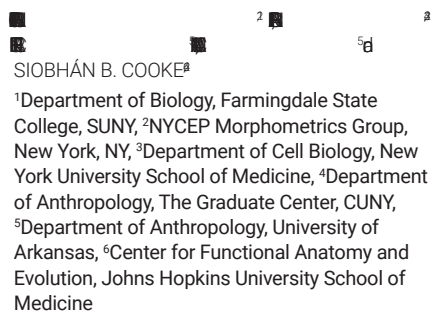 SIOBHÁN B. COOKE
¹Department of Biology, Farmingdale State
College, SUNY, ²NYCEP Morphometrics Group,
New York, NY, ³Department of Cell Biology, New
York University School of Medicine, ⁴Department
of Anthropology, The Graduate Center, CUNY,
⁵Department of Anthropology, University of
Arkansas, ⁶Center for Functional Anatomy and
Evolution, Johns Hopkins University School of
Medicine